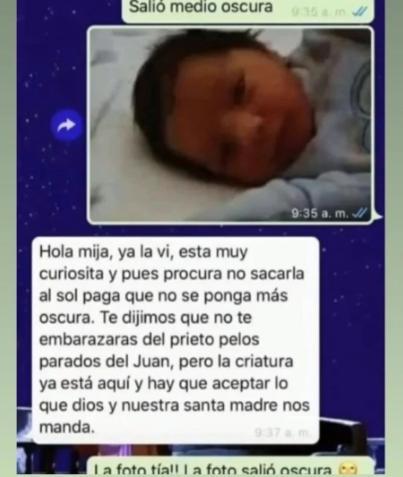 Salió medio oscura 9:35 a. m.
9:35 a. m.
Hola mija, ya la vi, esta muy
curiosita y pues procura no sacarla
al sol paga que no se ponga más
oscura. Te dijimos que no te
embarazaras del prieto pelos
parados del Juan, pero la criatura
ya está aquí y hay que aceptar lo
que dios y nuestra santa madre nos
manda. 9:37 a. m.
La foto tía!! La foto salió oscura 😬